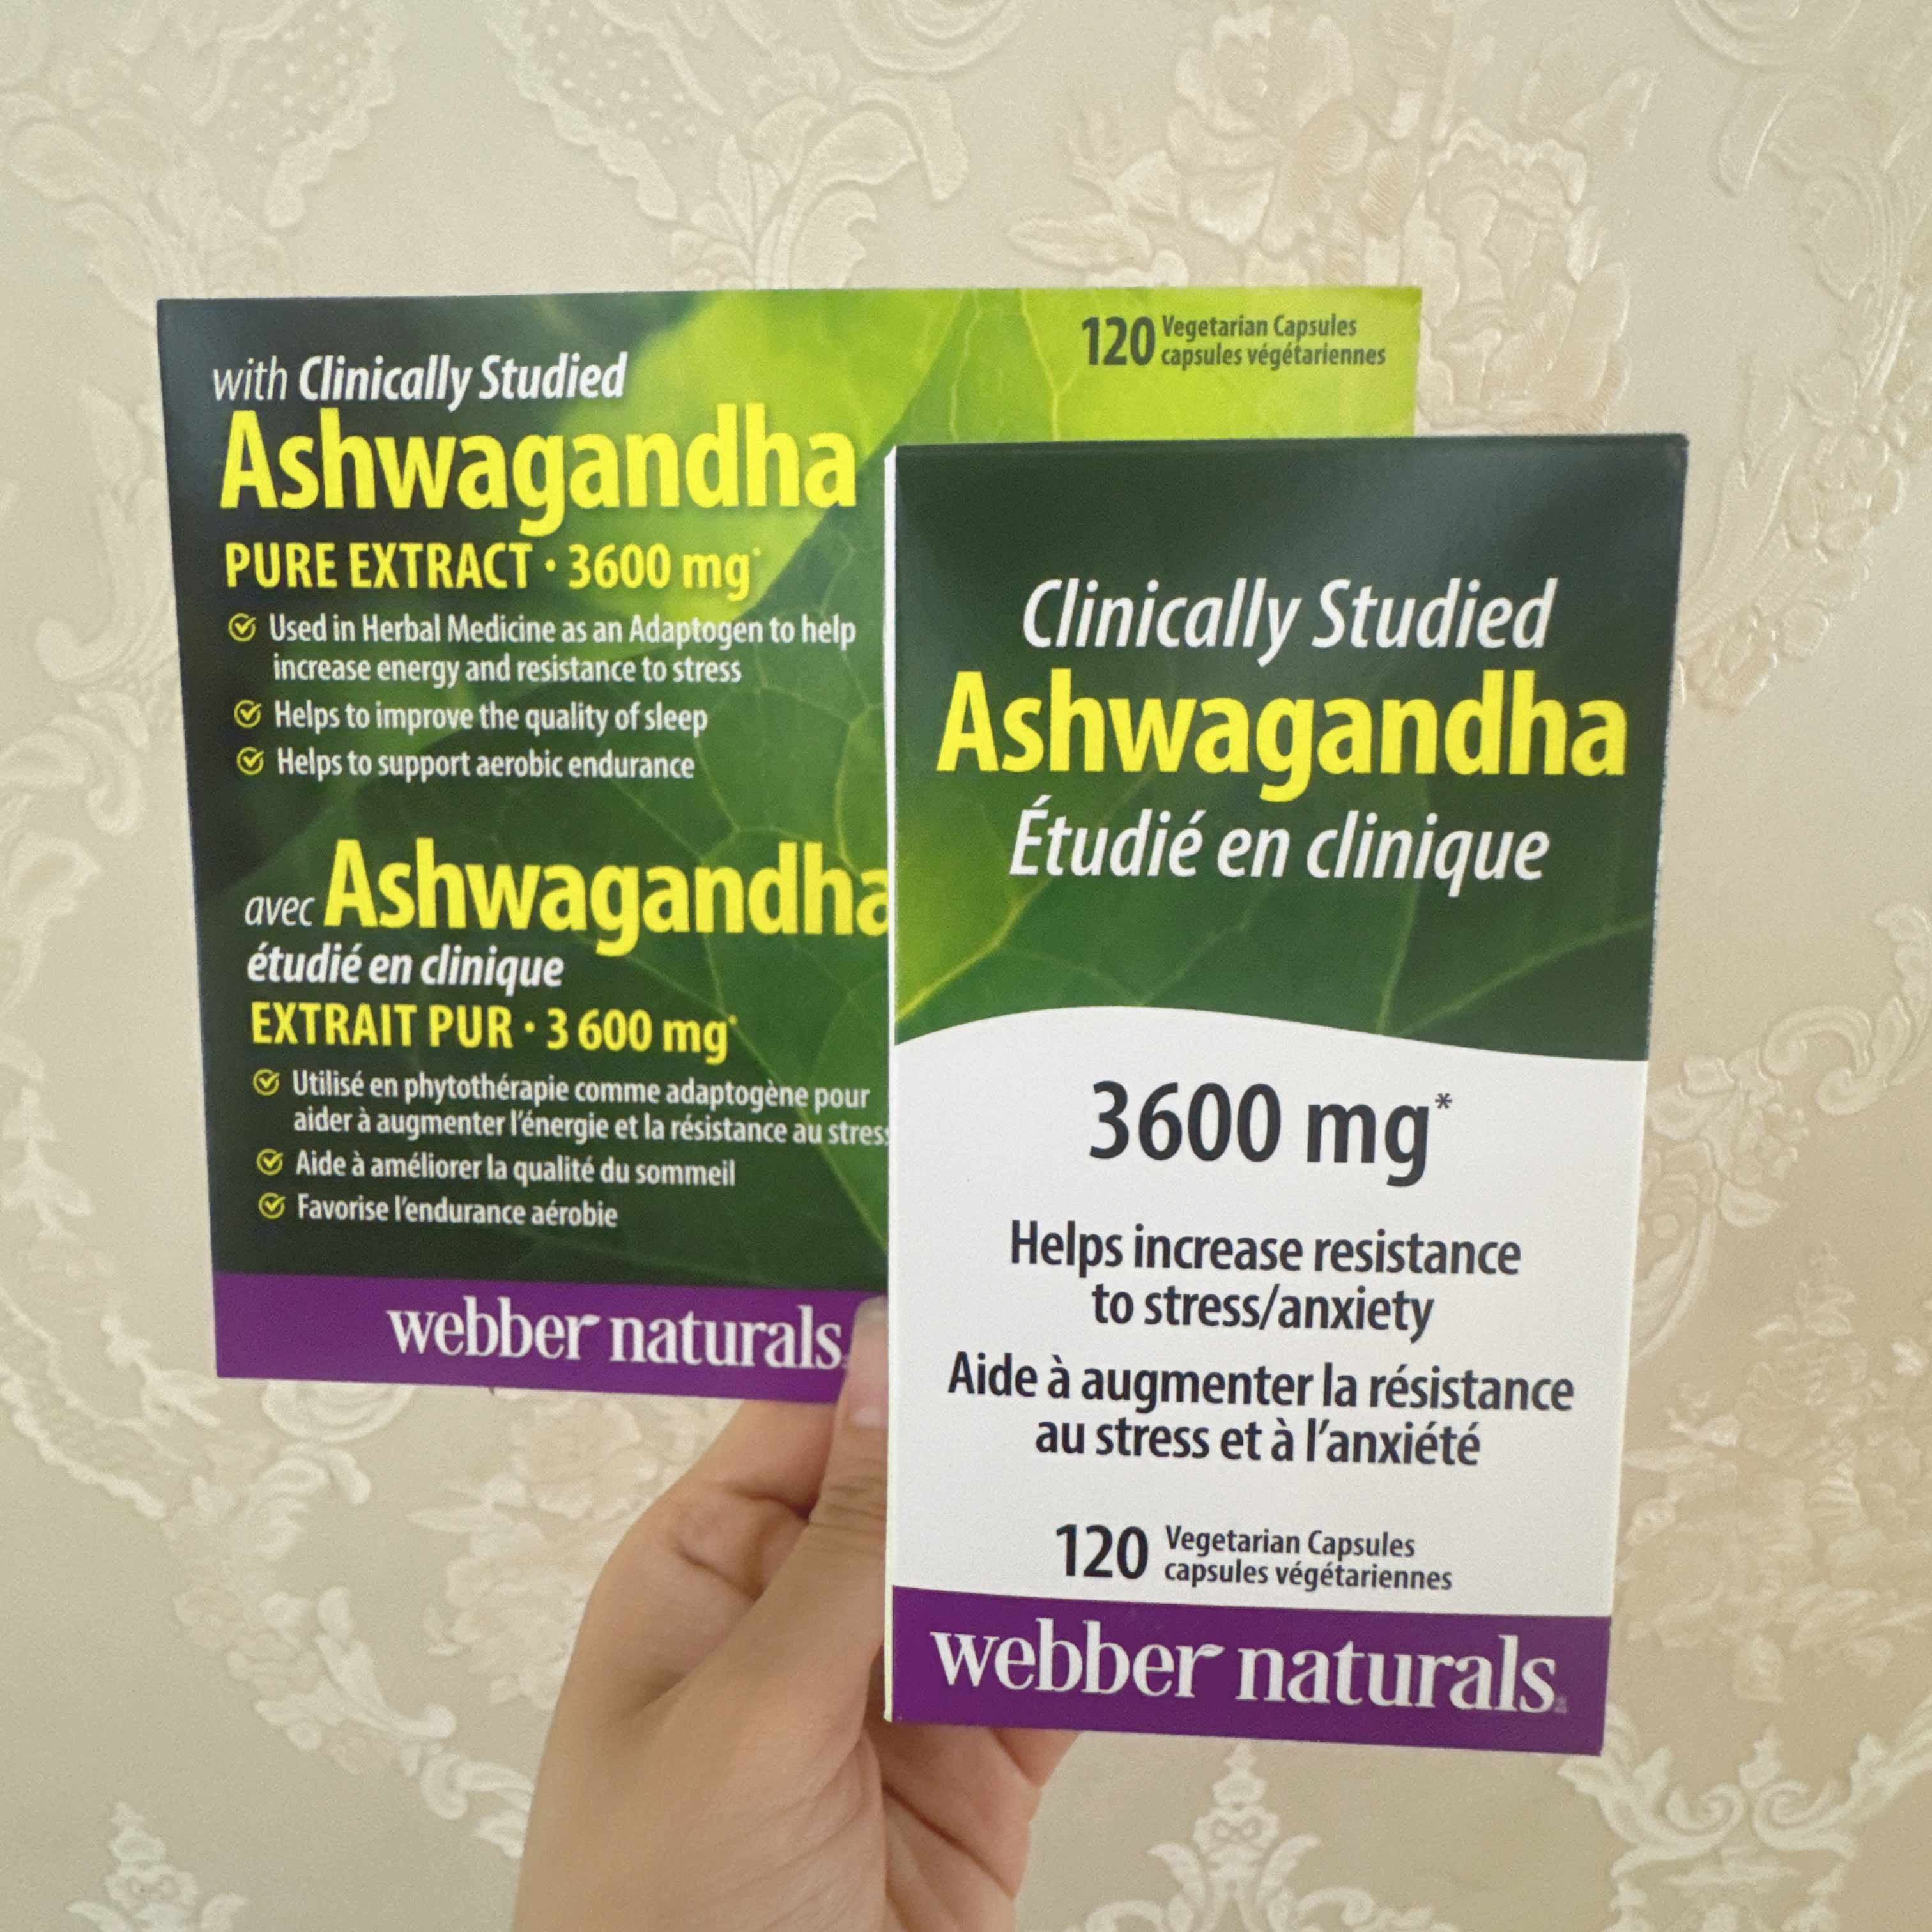 with Clinically Studied
Ashwagandha
PURE EXTRACT · 3600 mg*
Used in Herbal Medicine as an Adaptogen to help
increase energy and resistance to stress
Helps to improve the quality of sleep
Helps to support aerobic endurance
avec Ashwagandha
étudié en clinique
EXTRAIT PUR · 3 600 mg*
Utilisé en phytothérapie comme adaptogène pour
aider à augmenter l'énergie et la résistance au stress
Aide à améliorer la qualité du sommeil
Favorise l'endurance aérobie
webber naturals
120 Vegetarian Capsules
capsules végétariennes
Clinically Studied
Ashwagandha
Étudié en clinique
3600 mg*
Helps increase resistance
to stress/anxiety
Aide à augmenter la résistance
au stress et à l'anxiété
120 Vegetarian Capsules
capsules végétariennes
webber naturals